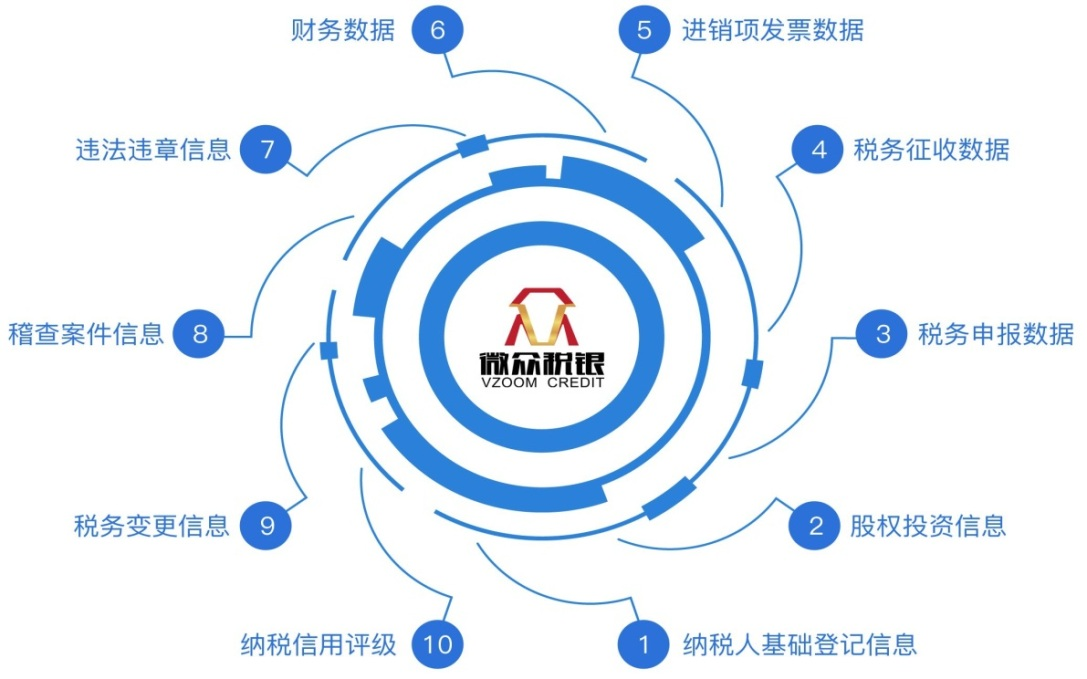 财务数据 6
5 进销项发票数据
违法违章信息 7
4 税务征收数据
稽查案件信息 8
3 税务申报数据
微众税银
VZOOM CREDIT
税务变更信息 9
2 股权投资信息
纳税信用评级 10
1 纳税人基础登记信息